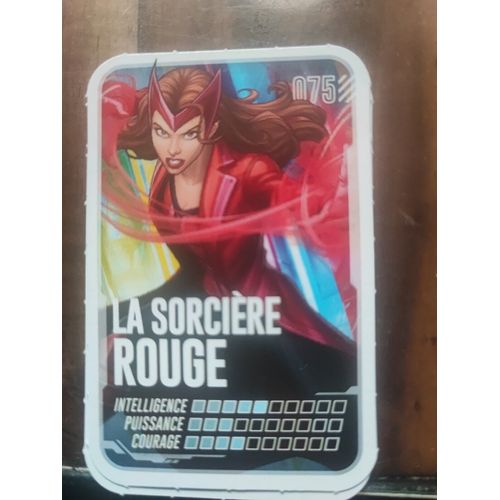 075
LA SORCIÈRE
ROUGE
INTELLIGENCE
PUISSANCE
COURAGE